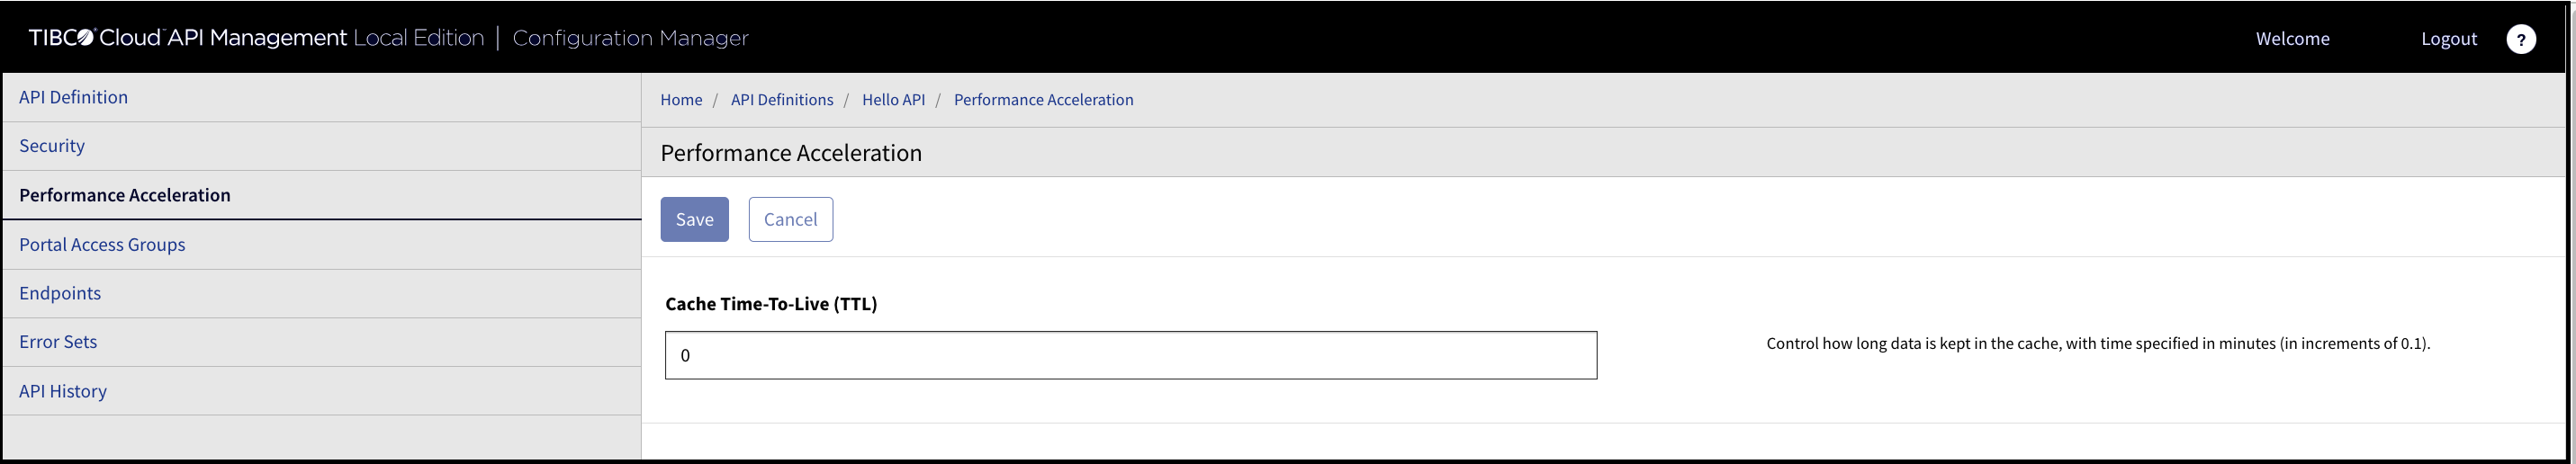 TIBCO Cloud™ API Management Local Edition | Configuration Manager
Welcome
Logout
?
API Definition
Security
Performance Acceleration
Portal Access Groups
Endpoints
Error Sets
API History
Home / API Definitions / Hello API / Performance Acceleration
Performance Acceleration
Save
Cancel
Cache Time-To-Live (TTL)
0
Control how long data is kept in the cache, with time specified in minutes (in increments of 0.1).